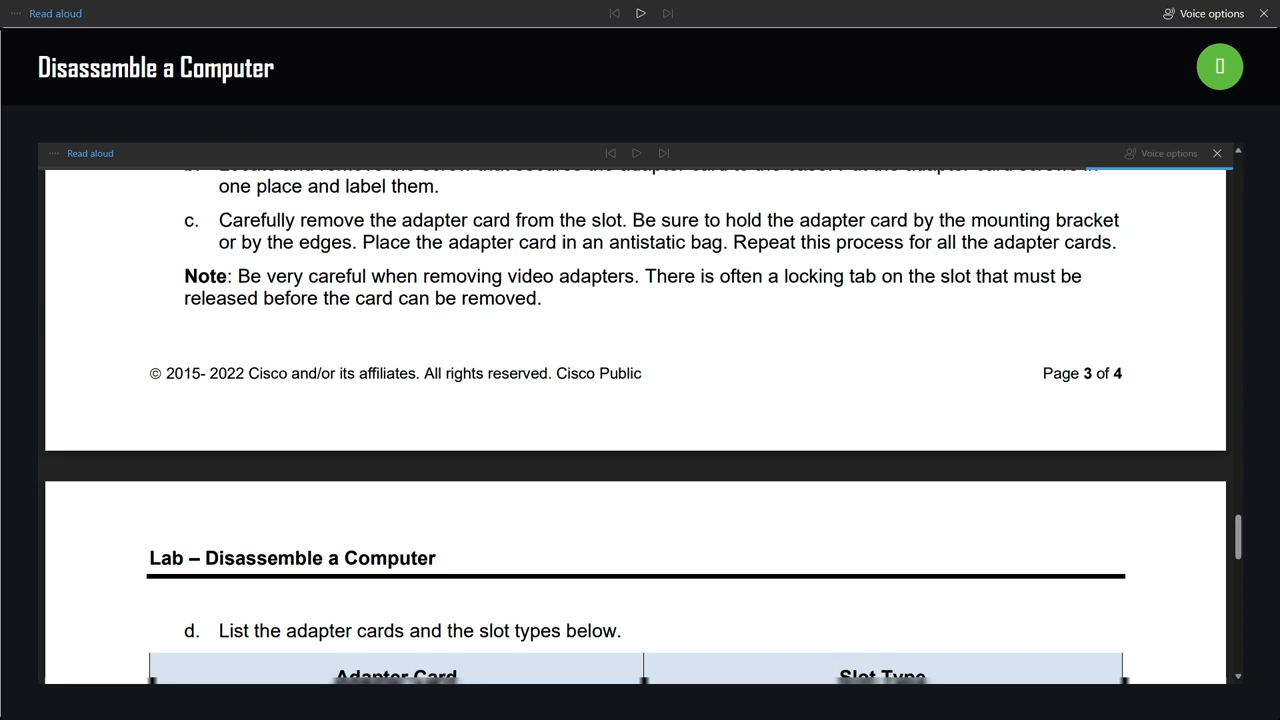 Read aloud
Voice options
Disassemble a Computer
Read aloud
Voice options
one place and label them.
c. Carefully remove the adapter card from the slot. Be sure to hold the adapter card by the mounting bracket
or by the edges. Place the adapter card in an antistatic bag. Repeat this process for all the adapter cards.
Note: Be very careful when removing video adapters. There is often a locking tab on the slot that must be
released before the card can be removed.
© 2015- 2022 Cisco and/or its affiliates. All rights reserved. Cisco Public
Page 3 of 4
Lab – Disassemble a Computer
d. List the adapter cards and the slot types below.
Adapter Card
Slot Type